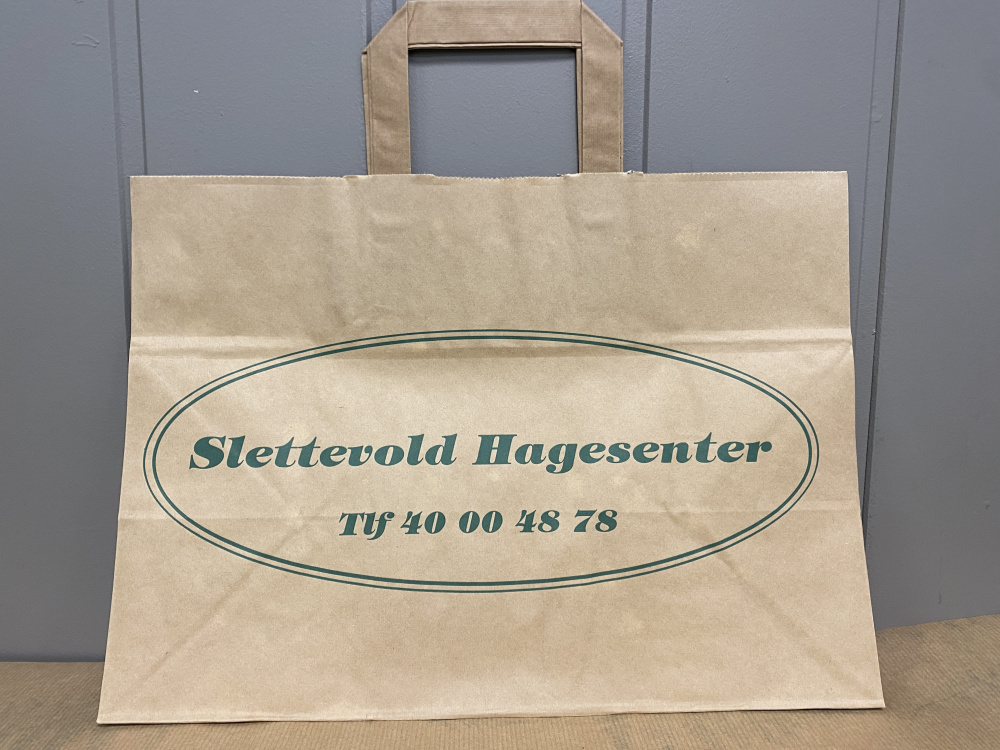 Slettevold Hagesenter
Tlf 40 00 48 78